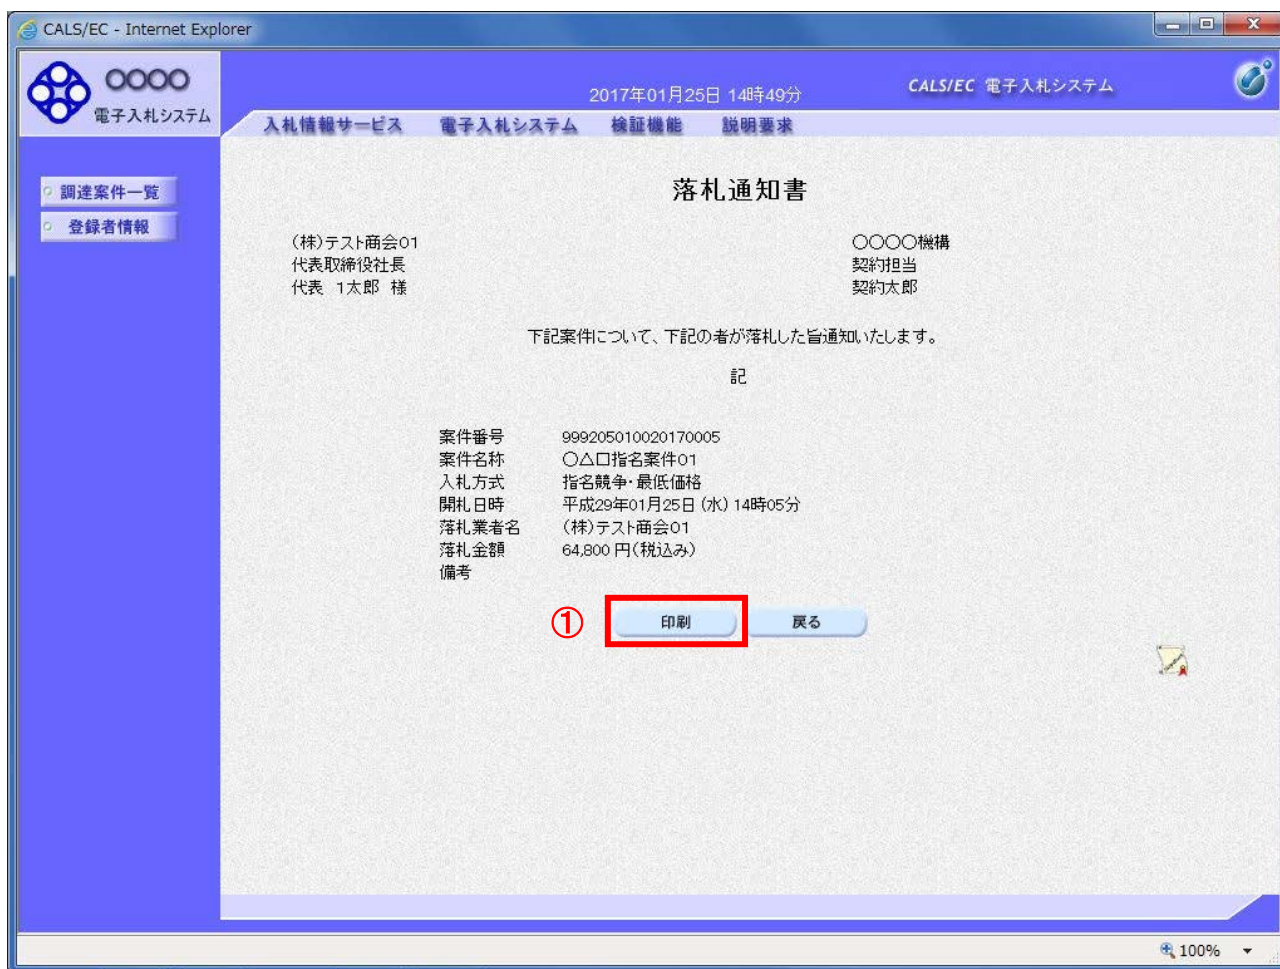 CALS/EC - Internet Explorer
○○○○
電子入札システム
2017年01月25日 14時49分
CALS/EC 電子入札システム
入札情報サービス 電子入札システム 検証機能 説明要求
調達案件一覧
登録者情報
落札通知書
(株)テスト商会01
代表取締役社長
代表 1太郎 様
○○○○機構
契約担当
契約太郎
下記案件について、下記の者が落札した旨通知いたします。
記
案件番号 999205010020170005
案件名称 ○△□指名案件01
入札方式 指名競争・最低価格
開札日時 平成29年01月25日(水) 14時05分
落札業者名 (株)テスト商会01
落札金額 64,800 円(税込み)
備考
① 印刷 戻る
100%